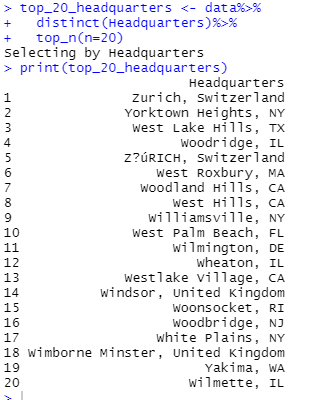 > top_20_headquarters <- data%>%
+   distinct(Headquarters)%>%
+   top_n(n=20)
Selecting by Headquarters
> print(top_20_headquarters)
Headquarters
1 Zurich, Switzerland
2 Yorktown Heights, NY
3 West Lake Hills, TX
4 Woodridge, IL
5 Z?úRICH, Switzerland
6 West Roxbury, MA
7 Woodland Hills, CA
8 West Hills, CA
9 Williamsville, NY
10 West Palm Beach, FL
11 Wilmington, DE
12 Wheaton, IL
13 Westlake Village, CA
14 Windsor, United Kingdom
15 Woonsocket, RI
16 Woodbridge, NJ
17 White Plains, NY
18 Wimborne Minster, United Kingdom
19 Yakima, WA
20 Wilmette, IL
>